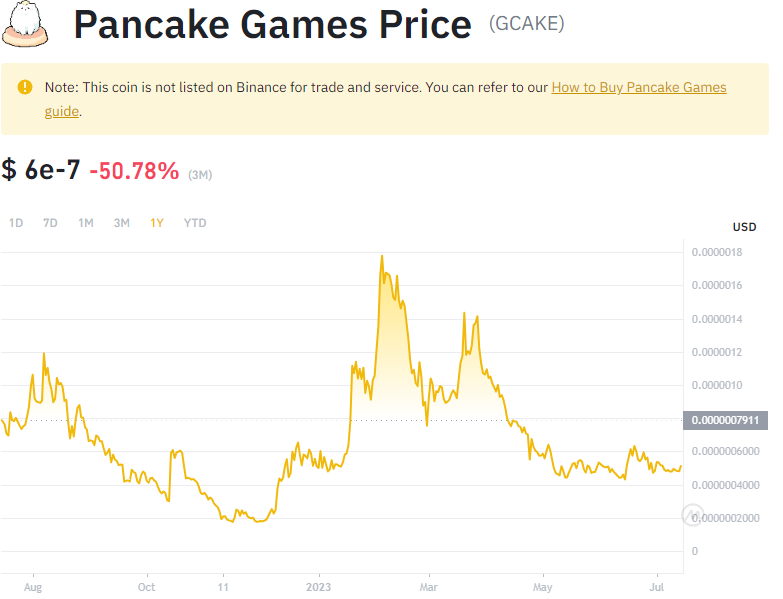 Pancake Games Price (GCAKE)
Note: This coin is not listed on Binance for trade and service. You can refer to our How to Buy Pancake Games
guide.
$ 6e-7 -50.78% (3M)
1D 7D 1M 3M 1Y YTD
USD
0.0000018
0.0000016
0.0000014
0.0000012
0.0000010
0.0000007911
0.0000006000
0.0000004000
0.0000002000
0
Aug Oct 11 2023 Mar May Jul